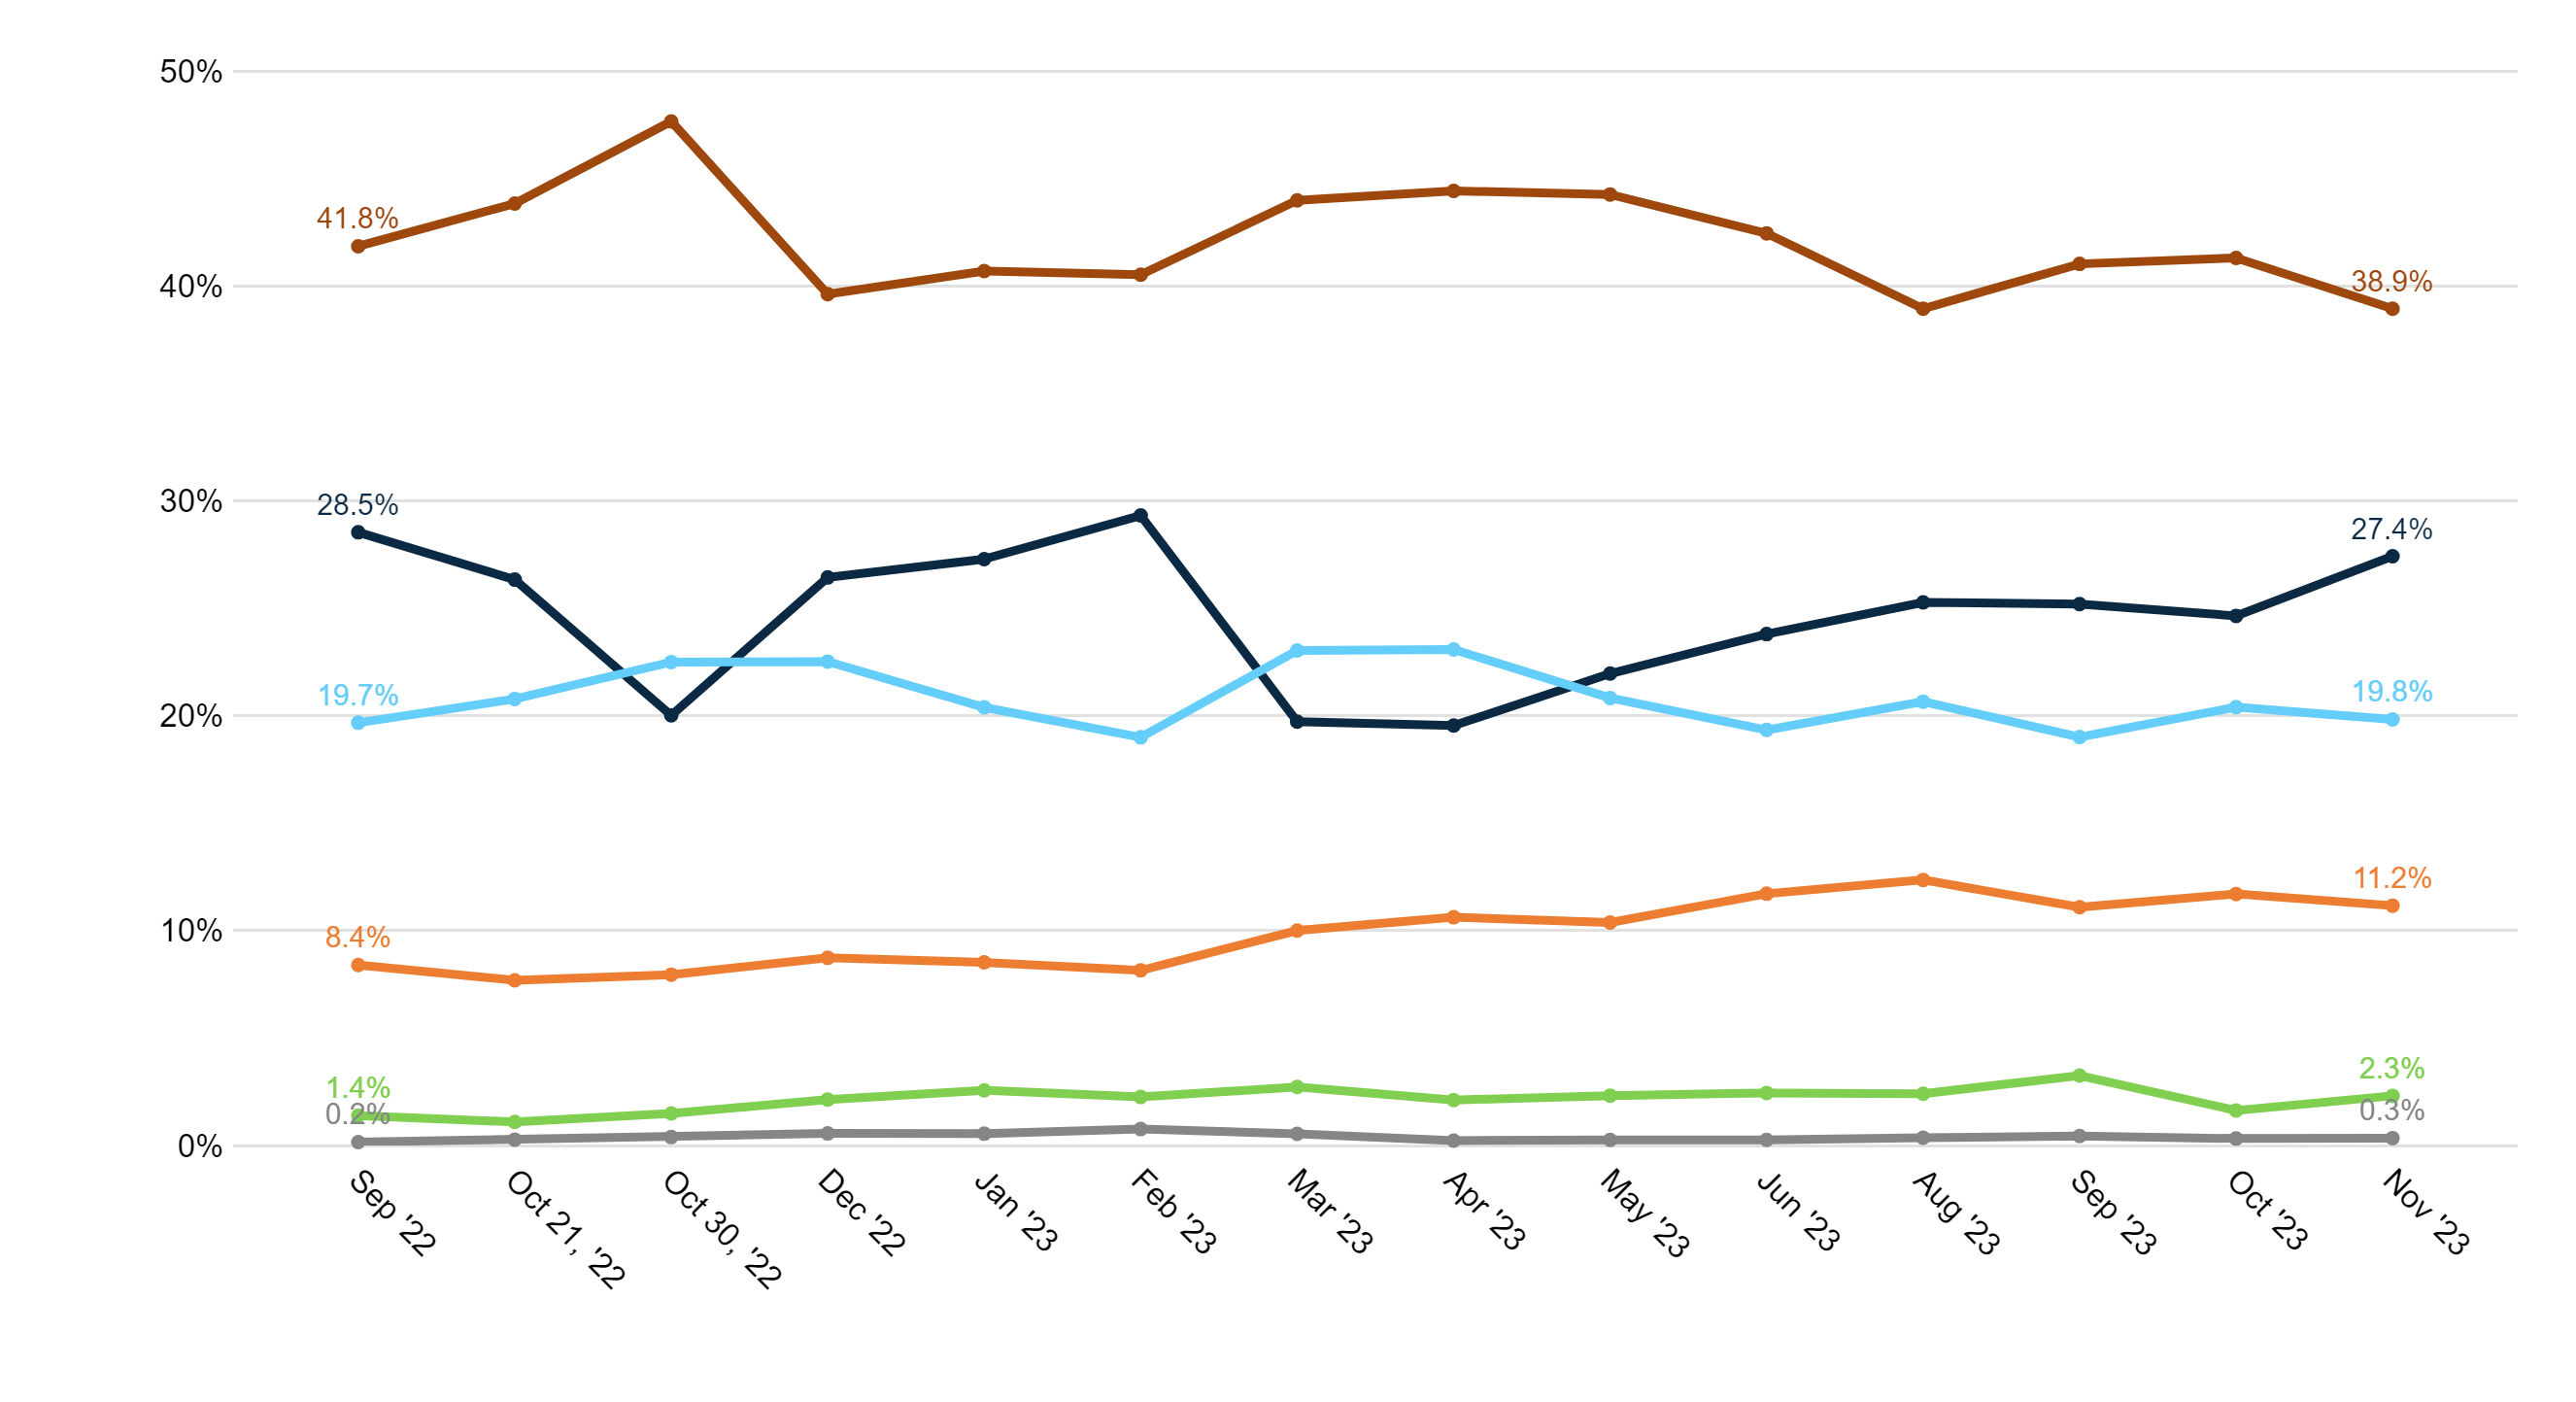 50%
41.8%
40%
38.9%
30%
28.5%
27.4%
20%
19.7%
19.8%
11.2%
10%
8.4%
2.3%
1.4%
0.2%
0.3%
0%
Sep '22
Oct 21, '22
Oct 30, '22
Dec '22
Jan '23
Feb '23
Mar '23
Apr '23
May '23
Jun '23
Aug '23
Sep '23
Oct '23
Nov '23